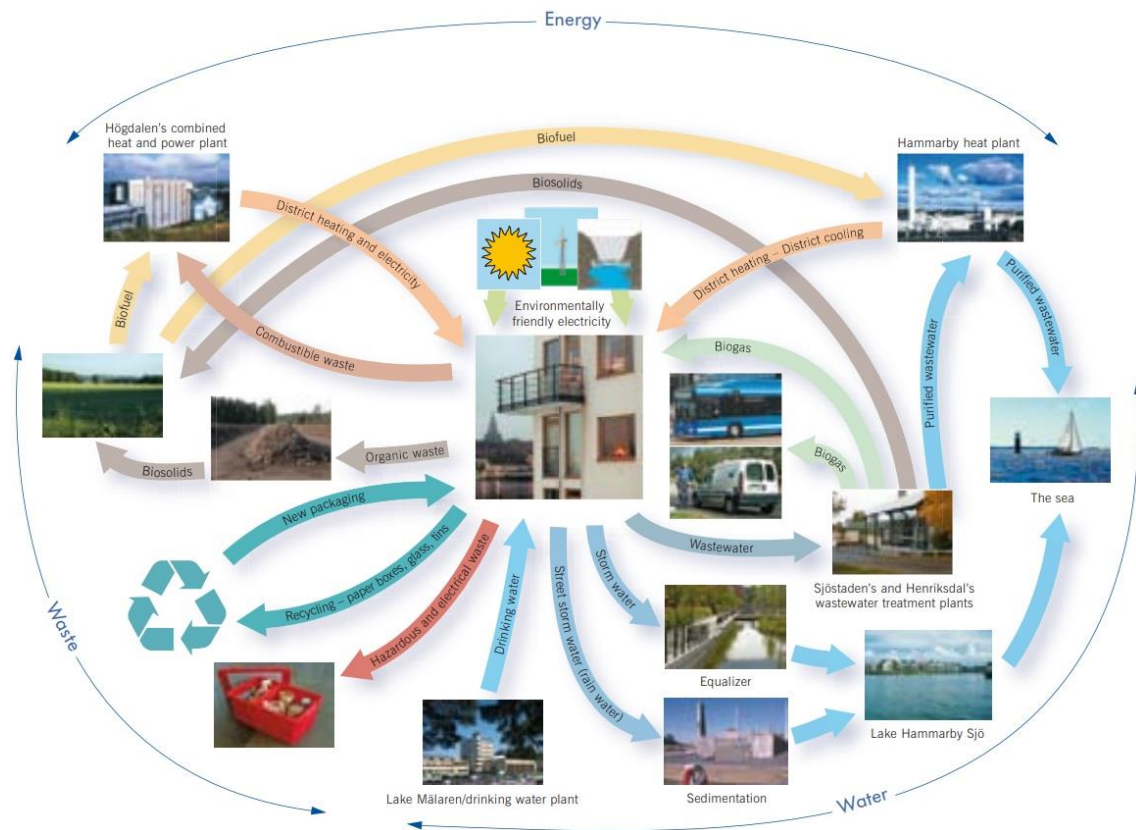 Energy
Högdalen's combined
heat and power plant
Hammarby heat plant
Biofuel
Biosolids
District heating and electricity
District heating – District cooling
Environmentally
friendly electricity
Biofuel
Combustible waste
Biogas
Purified wastewater
Purified wastewater
Organic waste
Biosolids
Biogas
The sea
New packaging
Wastewater
Recycling – paper boxes, glass, tins
Hazardous and electrical waste
Drinking water
Street storm water (rain water)
Storm water
Sjöstaden's and Henriksdal's
wastewater treatment plants
Waste
Equalizer
Lake Hammarby Sjö
Lake Mälaren/drinking water plant
Sedimentation
Water